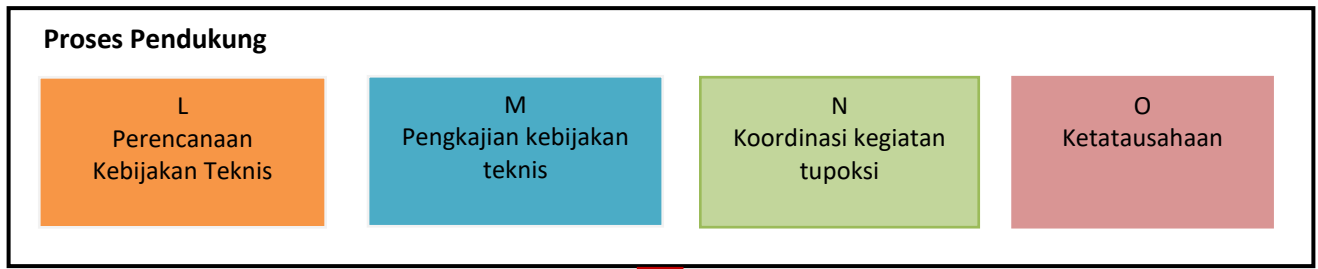 Proses Pendukung
L
Perencanaan
Kebijakan Teknis
M
Pengkajian kebijakan
teknis
N
Koordinasi kegiatan
tupoksi
O
Ketatausahaan